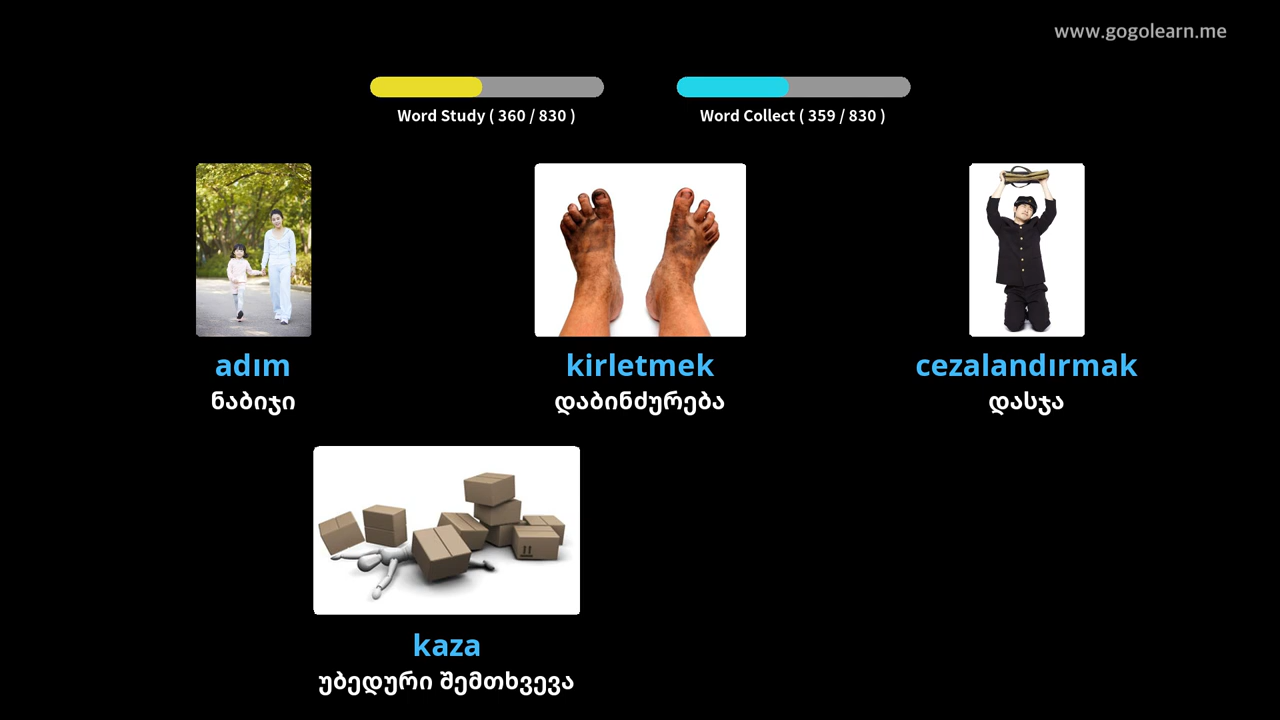 www.gogolearn.me
Word Study ( 360 / 830 )
Word Collect ( 359 / 830 )
adım
ნაბიჯი
kirletmek
დაბინძურება
cezalandırmak
დასჯა
kaza
უბედური შემთხვევა